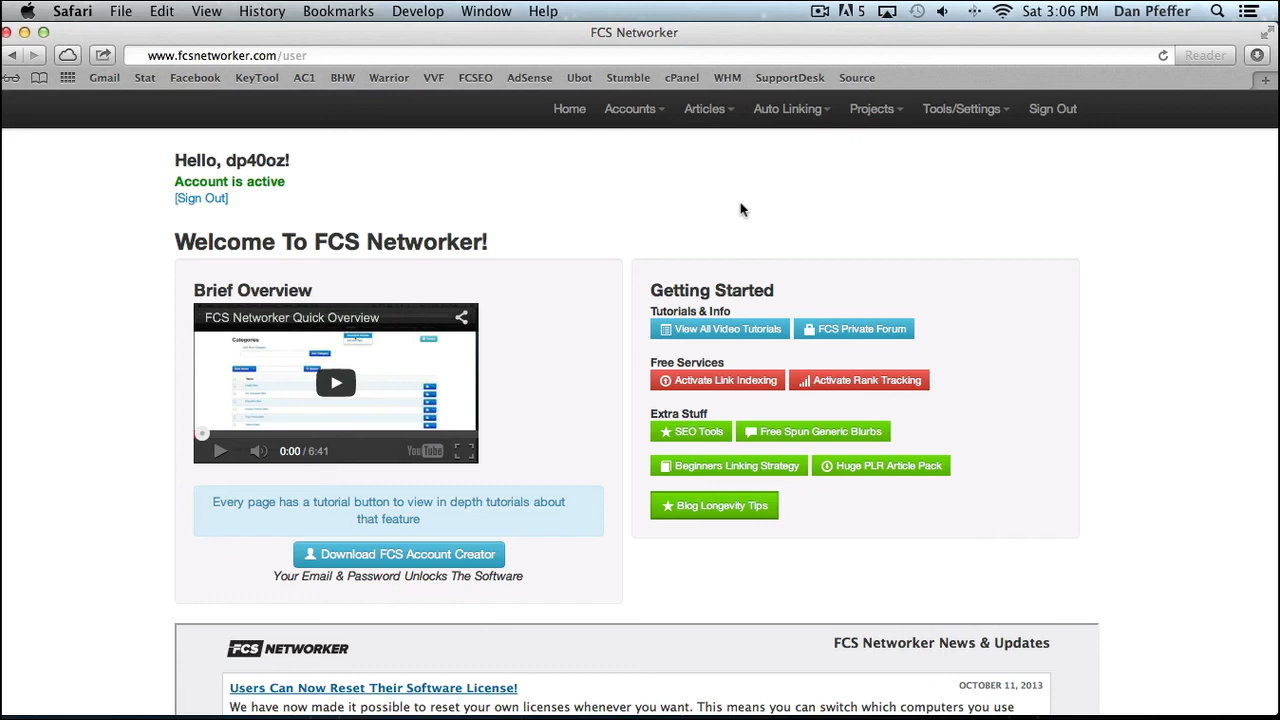 Safari File Edit View History Bookmarks Develop Window Help 5 Sat 3:06 PM Dan Pfeffer
FCS Networker
www.fcsnetworker.com/user Reader
Gmail Stat Facebook KeyTool AC1 BHW Warrior VVF FCSEO AdSense Ubot Stumble cPanel WHM SupportDesk Source
Home Accounts Articles Auto Linking Projects Tools/Settings Sign Out
Hello, dp40oz!
Account is active
[Sign Out]
Welcome To FCS Networker!
Brief Overview
FCS Networker Quick Overview
Categories
0:00 / 6:41 YouTube
Every page has a tutorial button to view in depth tutorials about
that feature
Download FCS Account Creator
Your Email & Password Unlocks The Software
Getting Started
Tutorials & Info
View All Video Tutorials FCS Private Forum
Free Services
Activate Link Indexing Activate Rank Tracking
Extra Stuff
SEO Tools Free Spun Generic Blurbs
Beginners Linking Strategy Huge PLR Article Pack
Blog Longevity Tips
FCS NETWORKER FCS Networker News & Updates
Users Can Now Reset Their Software License! OCTOBER 11, 2013
We have now made it possible to reset your own licenses whenever you want. This means you can switch which computers you use